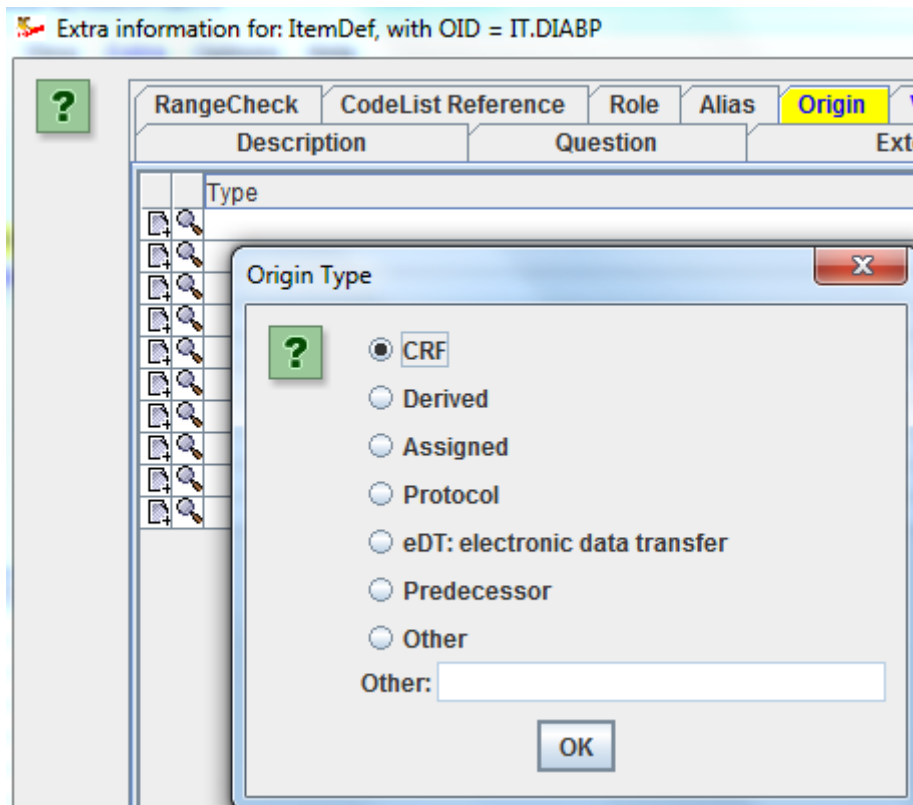 Extra information for: ItemDef, with OID = IT.DIABP
?
RangeCheck CodeList Reference Role Alias Origin
Description Question Ext
Type
Origin Type
X
?
CRF
Derived
Assigned
Protocol
eDT: electronic data transfer
Predecessor
Other
Other:
OK